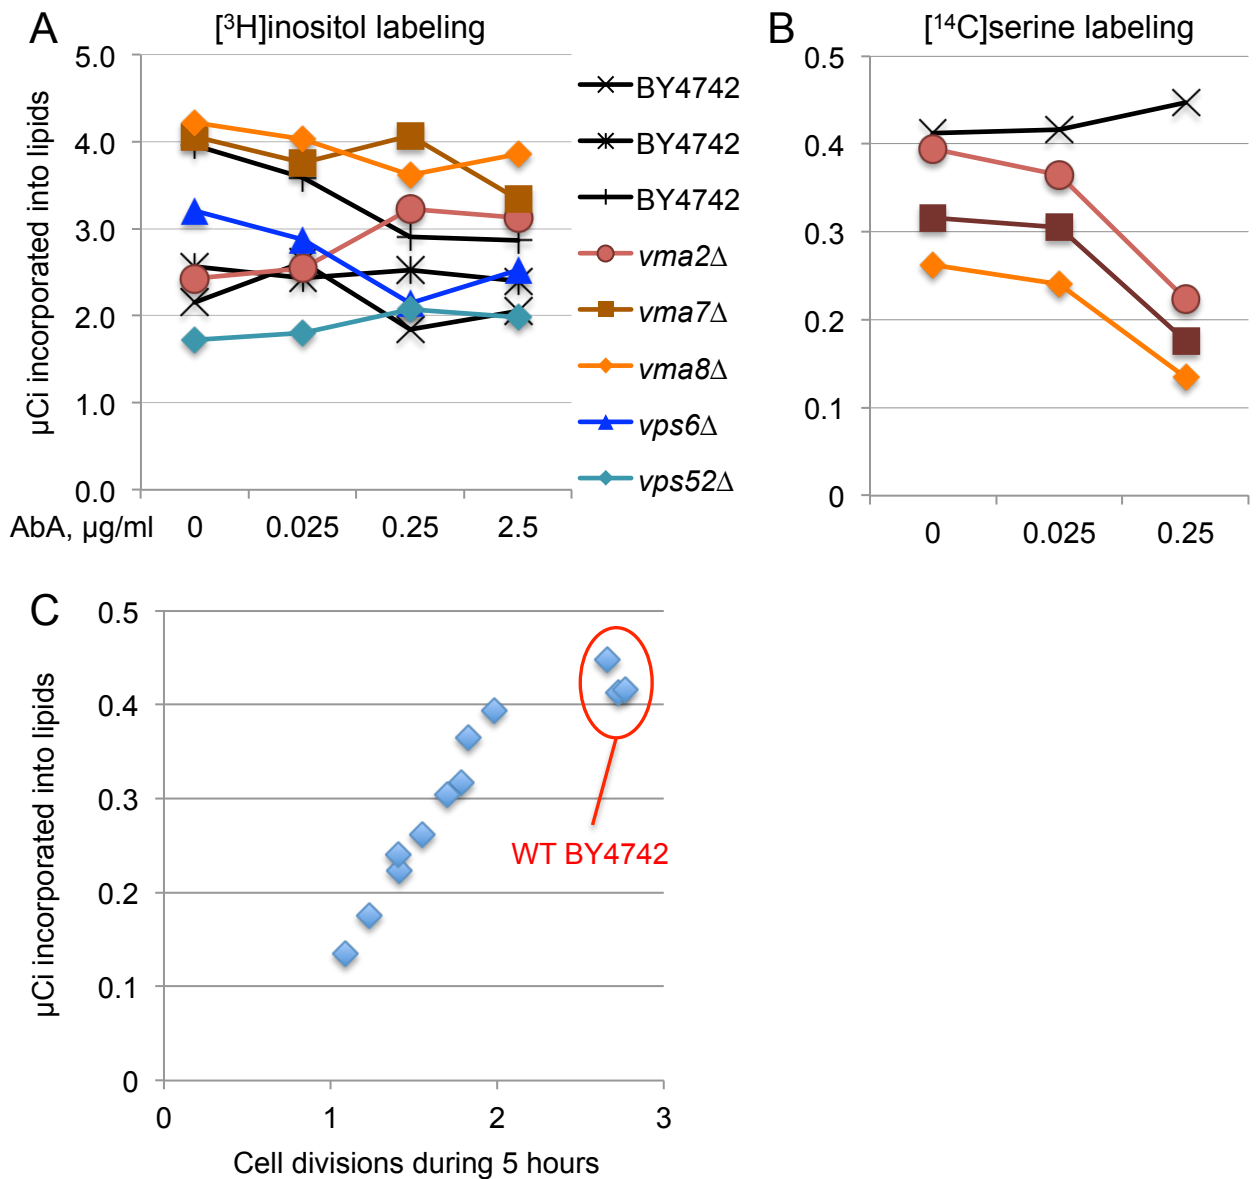 A
[³H]inositol labeling
µCi incorporated into lipids
5.0
4.0
3.0
2.0
1.0
0.0
AbA, µg/ml 0 0.025 0.25 2.5
BY4742
BY4742
BY4742
vma2Δ
vma7Δ
vma8Δ
vps6Δ
vps52Δ
B
[¹⁴C]serine labeling
0.5
0.4
0.3
0.2
0.1
0
0 0.025 0.25
C
µCi incorporated into lipids
0.5
0.4
0.3
0.2
0.1
0
WT BY4742
0 1 2 3
Cell divisions during 5 hours